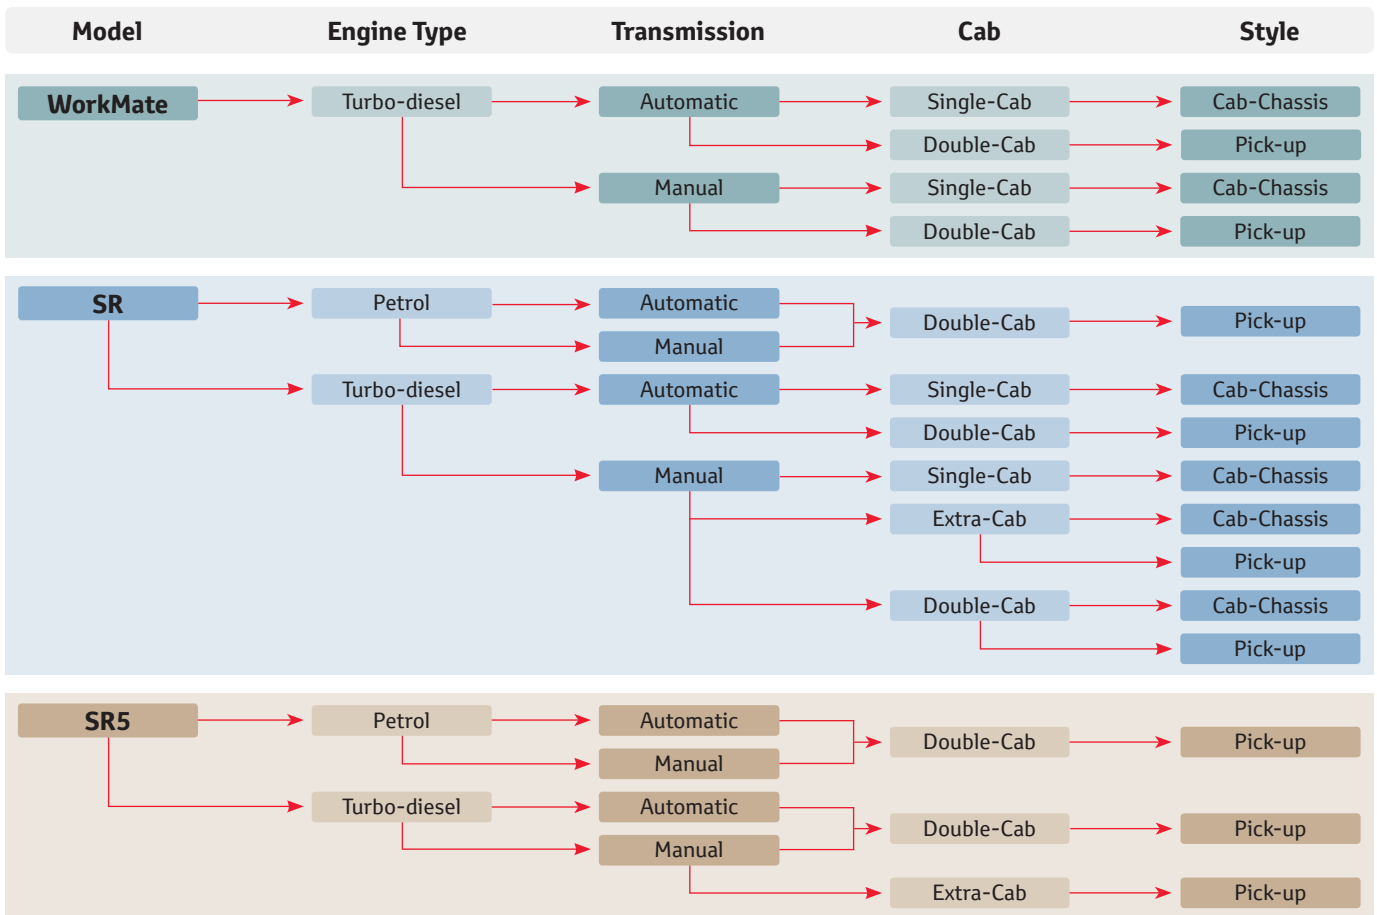 Model Engine Type Transmission Cab Style
WorkMate Turbo-diesel Automatic Single-Cab Cab-Chassis
Double-Cab Pick-up
Manual Single-Cab Cab-Chassis
Double-Cab Pick-up
SR Petrol Automatic
Double-Cab Pick-up
Manual
Turbo-diesel Automatic Single-Cab Cab-Chassis
Double-Cab Pick-up
Manual Single-Cab Cab-Chassis
Extra-Cab Cab-Chassis
Pick-up
Double-Cab Cab-Chassis
Pick-up
SR5 Petrol Automatic
Double-Cab Pick-up
Manual
Turbo-diesel Automatic
Double-Cab Pick-up
Manual
Extra-Cab Pick-up